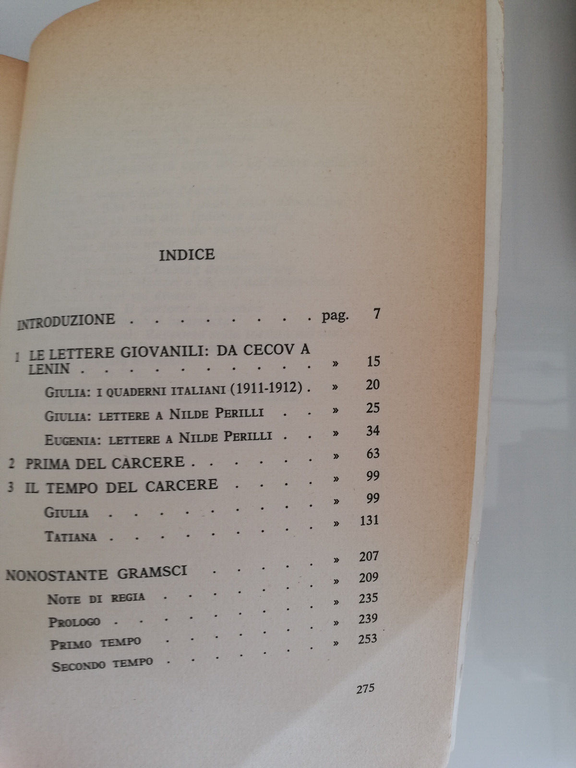 INDICE
INTRODUZIONE . . . . . . . . pag. 7
1 LE LETTERE GIOVANILI: DA CECOV A
LENIN . . . . . . . . . . » 15
GIULIA: I QUADERNI ITALIANI (1911-1912) . » 20
GIULIA: LETTERE A NILDE PERILLI . . » 25
EUGENIA: LETTERE A NILDE PERILLI . . » 34
2 PRIMA DEL CARCERE . . . . . . » 63
3 IL TEMPO DEL CARCERE . . . . » 99
GIULIA . . . . . . . . » 99
TATIANA . . . . . . . . » 131
NONOSTANTE GRAMSCI . . . . . » 207
NOTE DI REGIA . . . . . . » 209
PROLOGO . . . . . . . . » 235
PRIMO TEMPO . . . . . . » 239
SECONDO TEMPO . . . . . . » 253
275